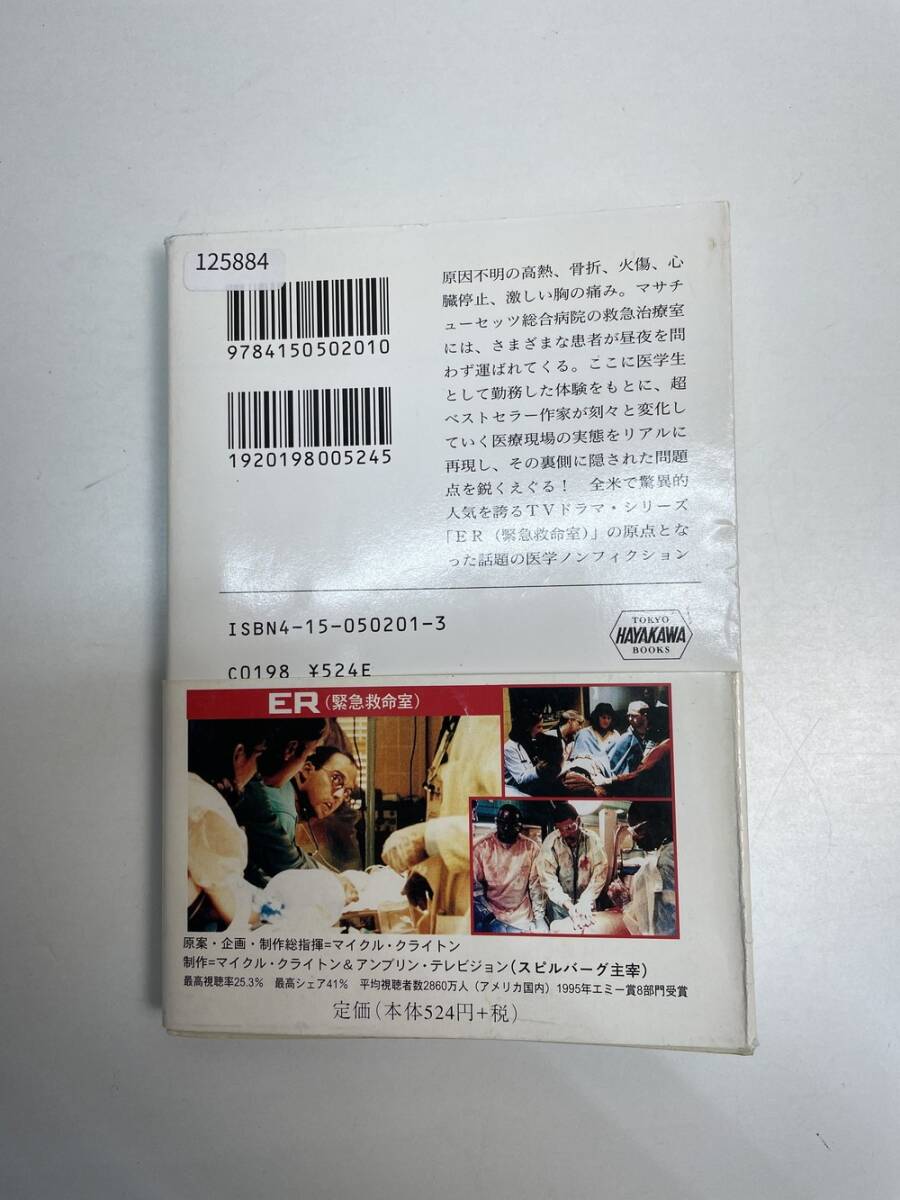 125884
9784150502010
1920198005245
原因不明の高熱、骨折、火傷、心
臓停止、激しい胸の痛み。マサチ
ューセッツ総合病院の救急治療室
には、さまざまな患者が昼夜を問
わず運ばれてくる。ここに医学生
として勤務した体験をもとに、超
ベストセラー作家が刻々と変化し
ていく医療現場の実態をリアルに
再現し、その裏側に隠された問題
点を鋭くえぐる！　全米で驚異的
人気を誇るTVドラマ・シリーズ
「ER（緊急救命室）」の原点とな
った話題の医学ノンフィクション
ISBN4-15-050201-3
C0198 ¥524E
TOKYO
HAYAKAWA
BOOKS
ER（緊急救命室）
原案・企画・制作総指揮=マイクル・クライトン
制作=マイクル・クライトン&アンブリン・テレビジョン(スピルバーグ主宰)
最高視聴率25.3%　最高シェア41%　平均視聴者数2860万人（アメリカ国内）1995年エミー賞8部門受賞
定価(本体524円+税)